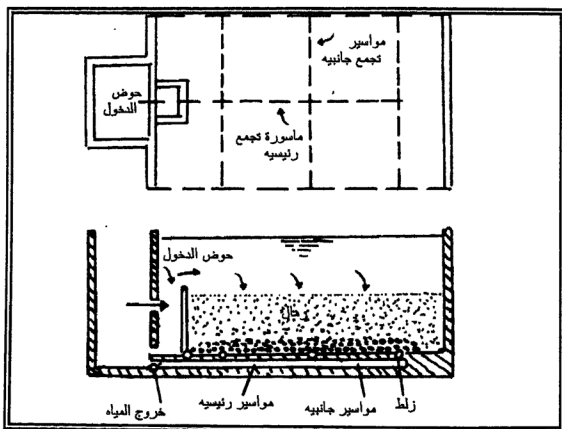 مواسير
تجمع جانبيه
حوض
الدخول
ماسورة تجمع
رئيسيه
حوض الدخول
رمال
زلط
مواسير جانبيه
مواسير رئيسيه
خروج المياه